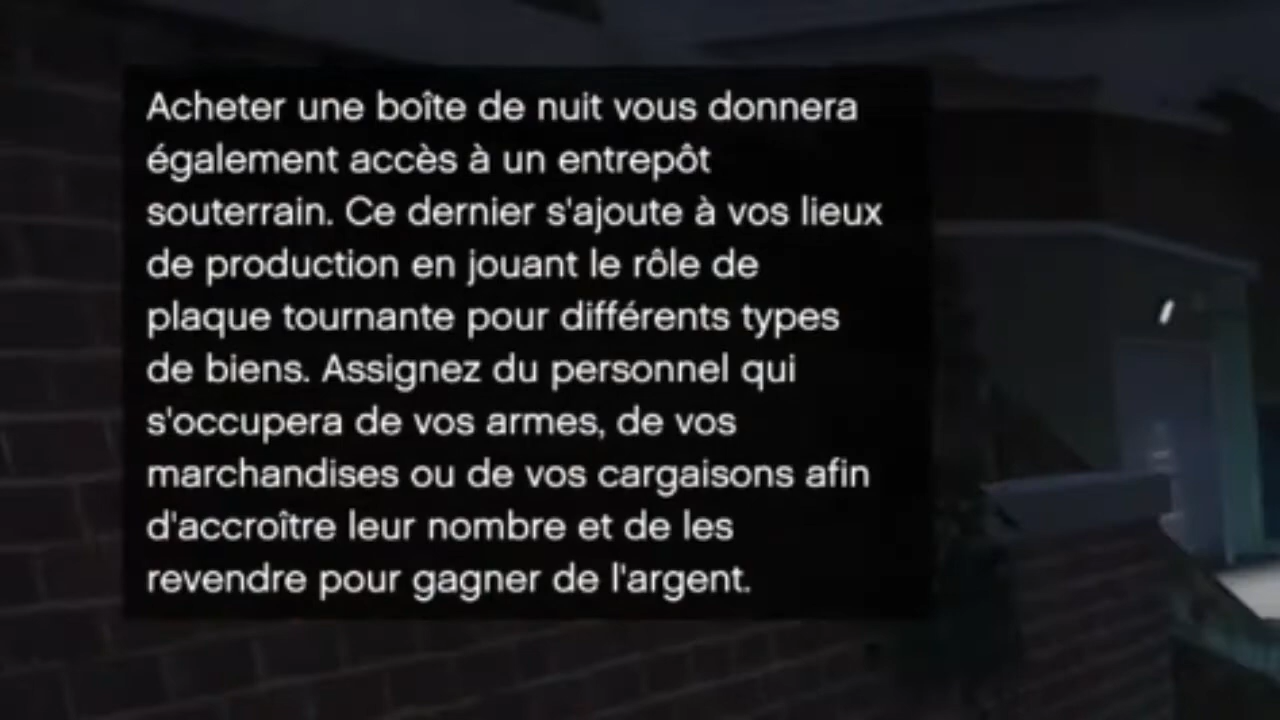 Acheter une boîte de nuit vous donnera
également accès à un entrepôt
souterrain. Ce dernier s'ajoute à vos lieux
de production en jouant le rôle de
plaque tournante pour différents types
de biens. Assignez du personnel qui
s'occupera de vos armes, de vos
marchandises ou de vos cargaisons afin
d'accroître leur nombre et de les
revendre pour gagner de l'argent.